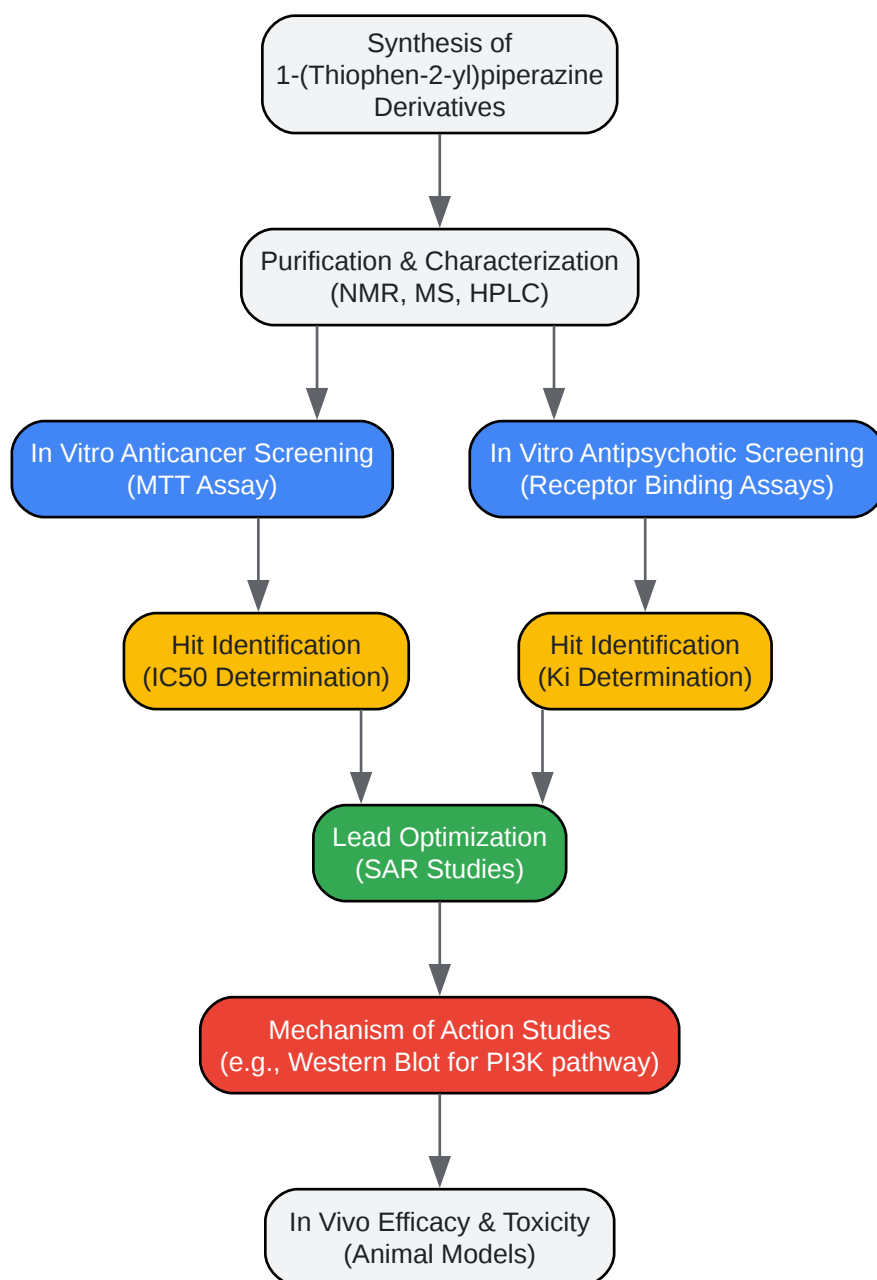 Synthesis of
1-(Thiophen-2-yl)piperazine
Derivatives
Purification & Characterization
(NMR, MS, HPLC)
In Vitro Anticancer Screening
(MTT Assay)
In Vitro Antipsychotic Screening
(Receptor Binding Assays)
Hit Identification
(IC50 Determination)
Hit Identification
(Ki Determination)
Lead Optimization
(SAR Studies)
Mechanism of Action Studies
(e.g., Western Blot for PI3K pathway)
In Vivo Efficacy & Toxicity
(Animal Models)